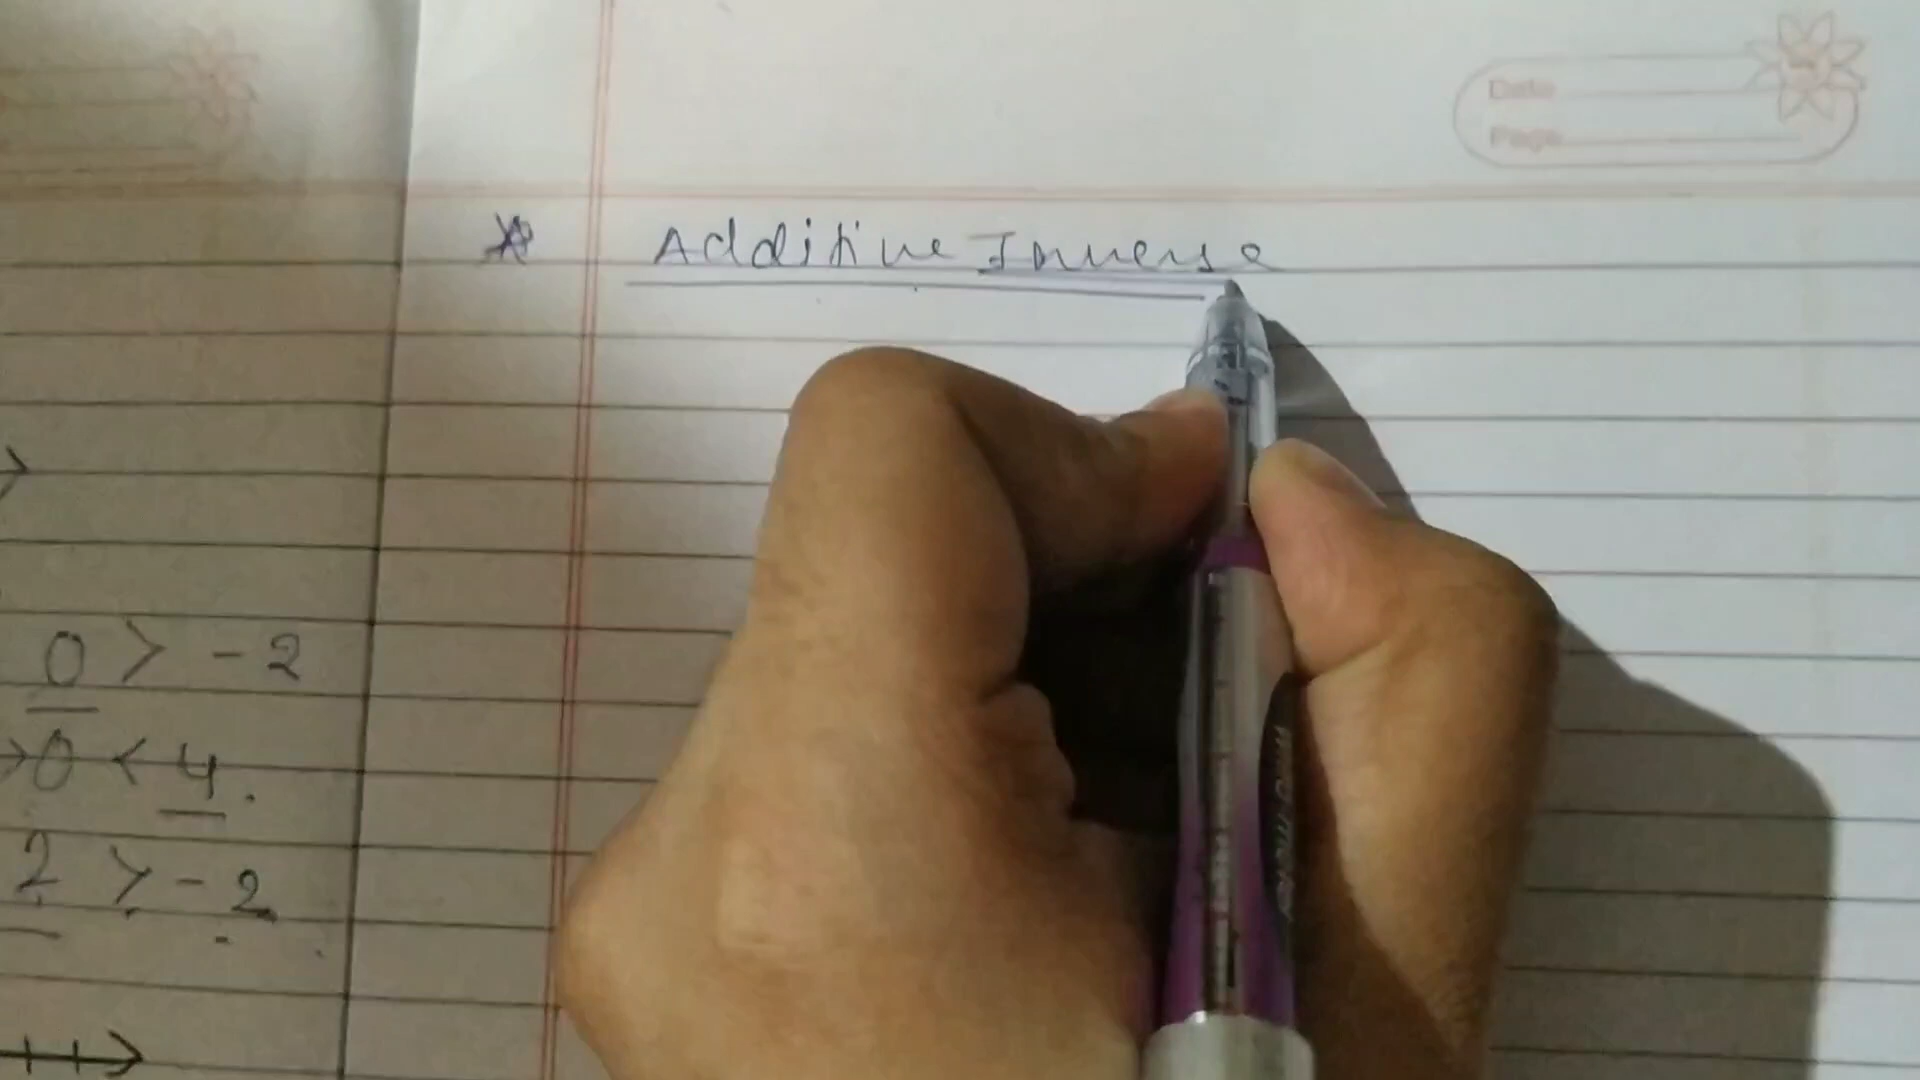 Date
Page
* Additive Inverse
0 > -2
→ 0 < 4.
2 > -2